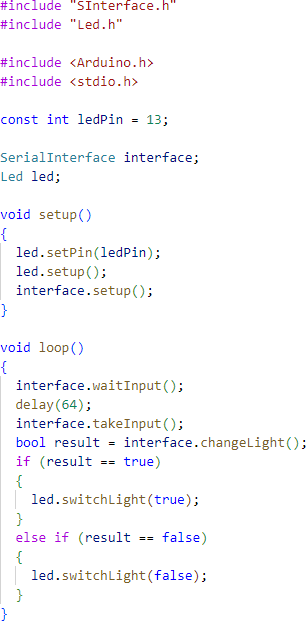 #include "SInterface.h"
#include "Led.h"

#include <Arduino.h>
#include <stdio.h>

const int ledPin = 13;

SerialInterface interface;
Led led;

void setup()
{
  led.setPin(ledPin);
  led.setup();
  interface.setup();
}

void loop()
{
  interface.waitInput();
  delay(64);
  interface.takeInput();
  bool result = interface.changeLight();
  if (result == true)
  {
    led.switchLight(true);
  }
  else if (result == false)
  {
    led.switchLight(false);
  }
}